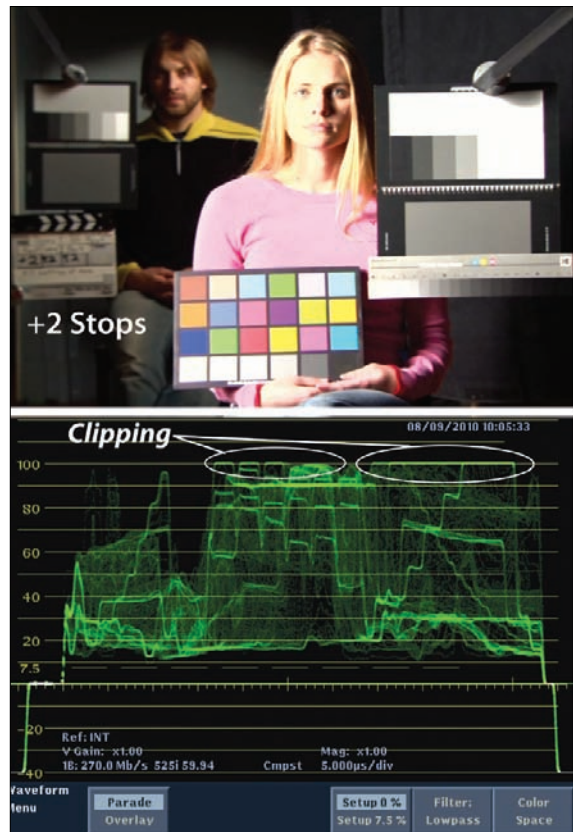 +2 Stops
Clipping
08/09/2010 10:05:33
100
80
60
40
20
7.5
-20
-40
Ref: INT
V Gain: x1.00
Mag: x1.00
18: 270.0 Mb/s 525i 59.94
Cmpst
5.000µs/div
Waveform
Menu
Parade
Overlay
Setup 0 %
Setup 7.5 %
Filter:
Lowpass
Color
Space